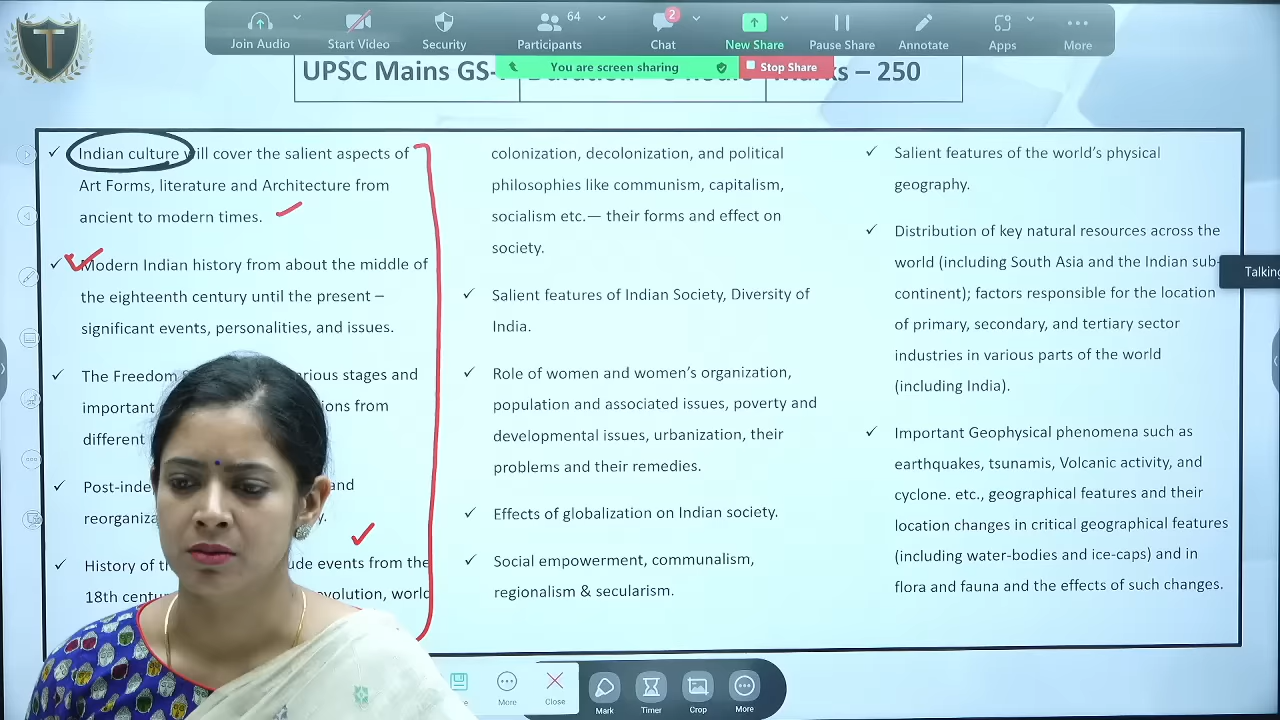 T
Join Audio
Start Video
Security
64
Participants
2
Chat
New Share
Pause Share
Annotate
Apps
More
You are screen sharing
Stop Share
UPSC Mains GS-
– 250
Indian culture will cover the salient aspects of
Art Forms, literature and Architecture from
ancient to modern times.
Modern Indian history from about the middle of
the eighteenth century until the present –
significant events, personalities, and issues.
The Freedom
stages and
important
from
different
and
History of
events from the
18th
world
colonization, decolonization, and political
philosophies like communism, capitalism,
socialism etc.— their forms and effect on
society.
Salient features of Indian Society, Diversity of
India.
Role of women and women’s organization,
population and associated issues, poverty and
developmental issues, urbanization, their
problems and their remedies.
Effects of globalization on Indian society.
Social empowerment, communalism,
regionalism & secularism.
Salient features of the world’s physical
geography.
Distribution of key natural resources across the
world (including South Asia and the Indian sub-
continent); factors responsible for the location
of primary, secondary, and tertiary sector
industries in various parts of the world
(including India).
Important Geophysical phenomena such as
earthquakes, tsunamis, Volcanic activity, and
cyclone. etc., geographical features and their
location changes in critical geographical features
(including water-bodies and ice-caps) and in
flora and fauna and the effects of such changes.
Talking
More
Close
Mark
Timer
Crop
More